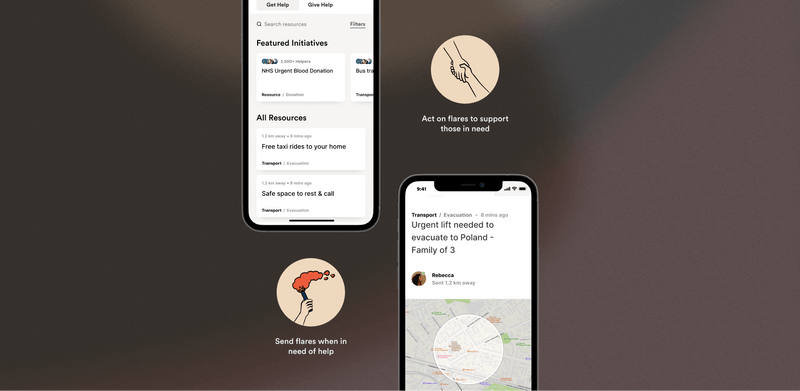 Get Help
Give Help
Search resources
Filters
Featured Initiatives
2,500+ Helpers
NHS Urgent Blood Donation
Resource / Donation
Bus tra
Transpor
All Resources
1.2 km away • 8 mins ago
Free taxi rides to your home
Transport / Evacuation
1.2 km away • 8 mins ago
Safe space to rest & call
Transport / Evacuation
Act on flares to support
those in need
Send flares when in
need of help
9:41
Transport / Evacuation • 8 mins ago
Urgent lift needed to
evacuate to Poland -
Family of 3
Rebecca
Sent 1.2 km away